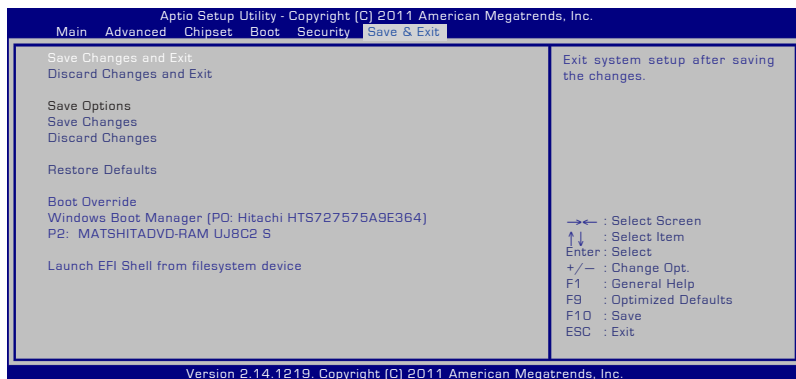 Aptio Setup Utility - Copyright (C) 2011 American Megatrends, Inc.
Main Advanced Chipset Boot Security Save & Exit
Save Changes and Exit
Discard Changes and Exit
Save Options
Save Changes
Discard Changes
Restore Defaults
Boot Override
Windows Boot Manager (PO: Hitachi HTS727575A9E364)
P2: MATSHITADVD-RAM UJ8C2 S
Launch EFI Shell from filesystem device
Exit system setup after saving
the changes.
→← : Select Screen
↑↓ : Select Item
Enter : Select
+/— : Change Opt.
F1 : General Help
F9 : Optimized Defaults
F10 : Save
ESC : Exit
Version 2.14.1219. Copyright (C) 2011 American Megatrends, Inc.